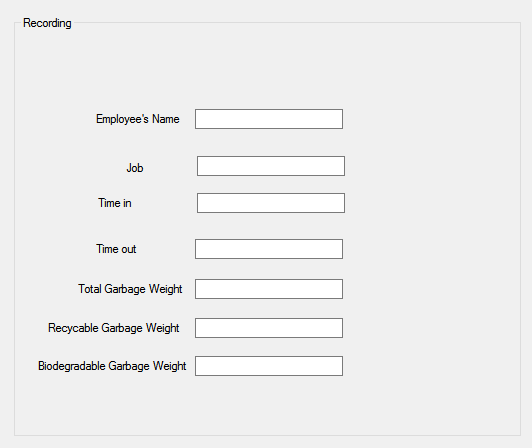 Recording
Employee's Name
Job
Time in
Time out
Total Garbage Weight
Recycable Garbage Weight
Biodegradable Garbage Weight